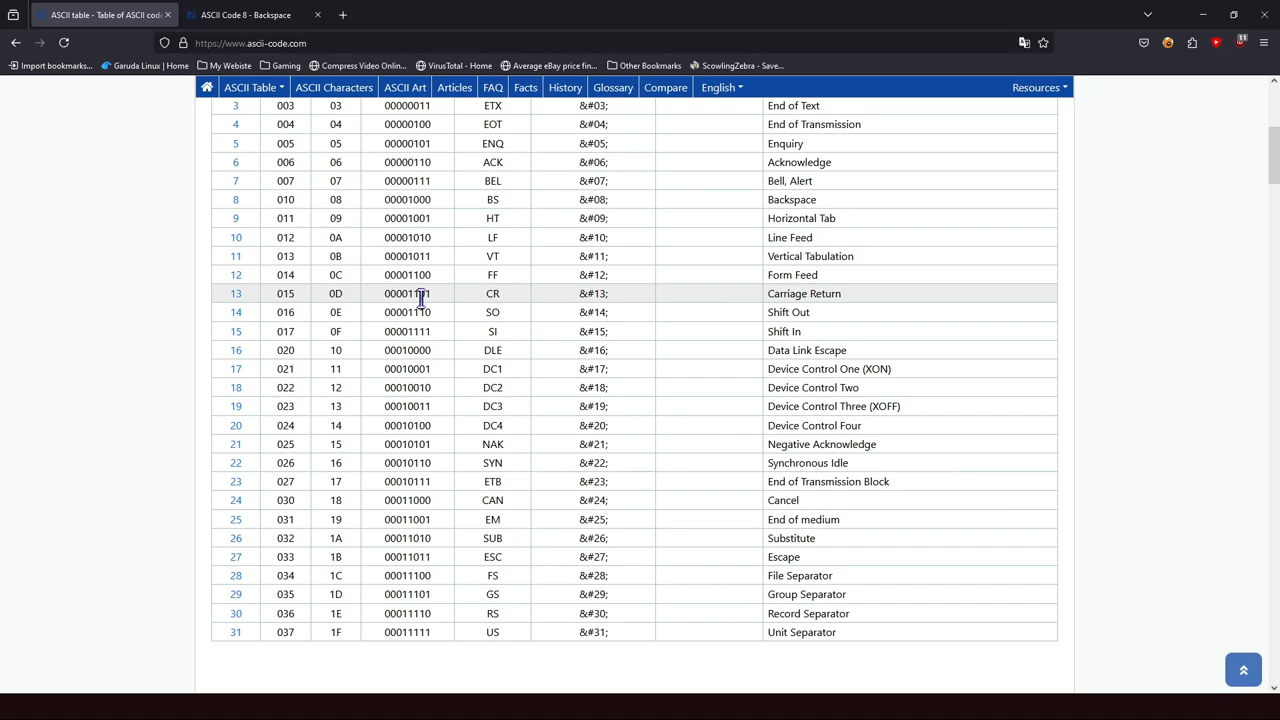 ASCII table - Table of ASCII cod
ASCII Code 8 - Backspace
https://www.ascii-code.com
11
Import bookmarks...
Garuda Linux | Home
My Webiste
Gaming
Compress Video Onlin...
VirusTotal - Home
Average eBay price fin...
Other Bookmarks
ScowlingZebra - Save...
ASCII Table ASCII Characters ASCII Art Articles FAQ Facts History Glossary Compare English Resources
3 003 03 00000011 ETX &#03; End of Text
4 004 04 00000100 EOT &#04; End of Transmission
5 005 05 00000101 ENQ &#05; Enquiry
6 006 06 00000110 ACK &#06; Acknowledge
7 007 07 00000111 BEL &#07; Bell, Alert
8 010 08 00001000 BS &#08; Backspace
9 011 09 00001001 HT &#09; Horizontal Tab
10 012 0A 00001010 LF &#10; Line Feed
11 013 0B 00001011 VT &#11; Vertical Tabulation
12 014 0C 00001100 FF &#12; Form Feed
13 015 0D 00001101 CR &#13; Carriage Return
14 016 0E 00001110 SO &#14; Shift Out
15 017 0F 00001111 SI &#15; Shift In
16 020 10 00010000 DLE &#16; Data Link Escape
17 021 11 00010001 DC1 &#17; Device Control One (XON)
18 022 12 00010010 DC2 &#18; Device Control Two
19 023 13 00010011 DC3 &#19; Device Control Three (XOFF)
20 024 14 00010100 DC4 &#20; Device Control Four
21 025 15 00010101 NAK &#21; Negative Acknowledge
22 026 16 00010110 SYN &#22; Synchronous Idle
23 027 17 00010111 ETB &#23; End of Transmission Block
24 030 18 00011000 CAN &#24; Cancel
25 031 19 00011001 EM &#25; End of medium
26 032 1A 00011010 SUB &#26; Substitute
27 033 1B 00011011 ESC &#27; Escape
28 034 1C 00011100 FS &#28; File Separator
29 035 1D 00011101 GS &#29; Group Separator
30 036 1E 00011110 RS &#30; Record Separator
31 037 1F 00011111 US &#31; Unit Separator